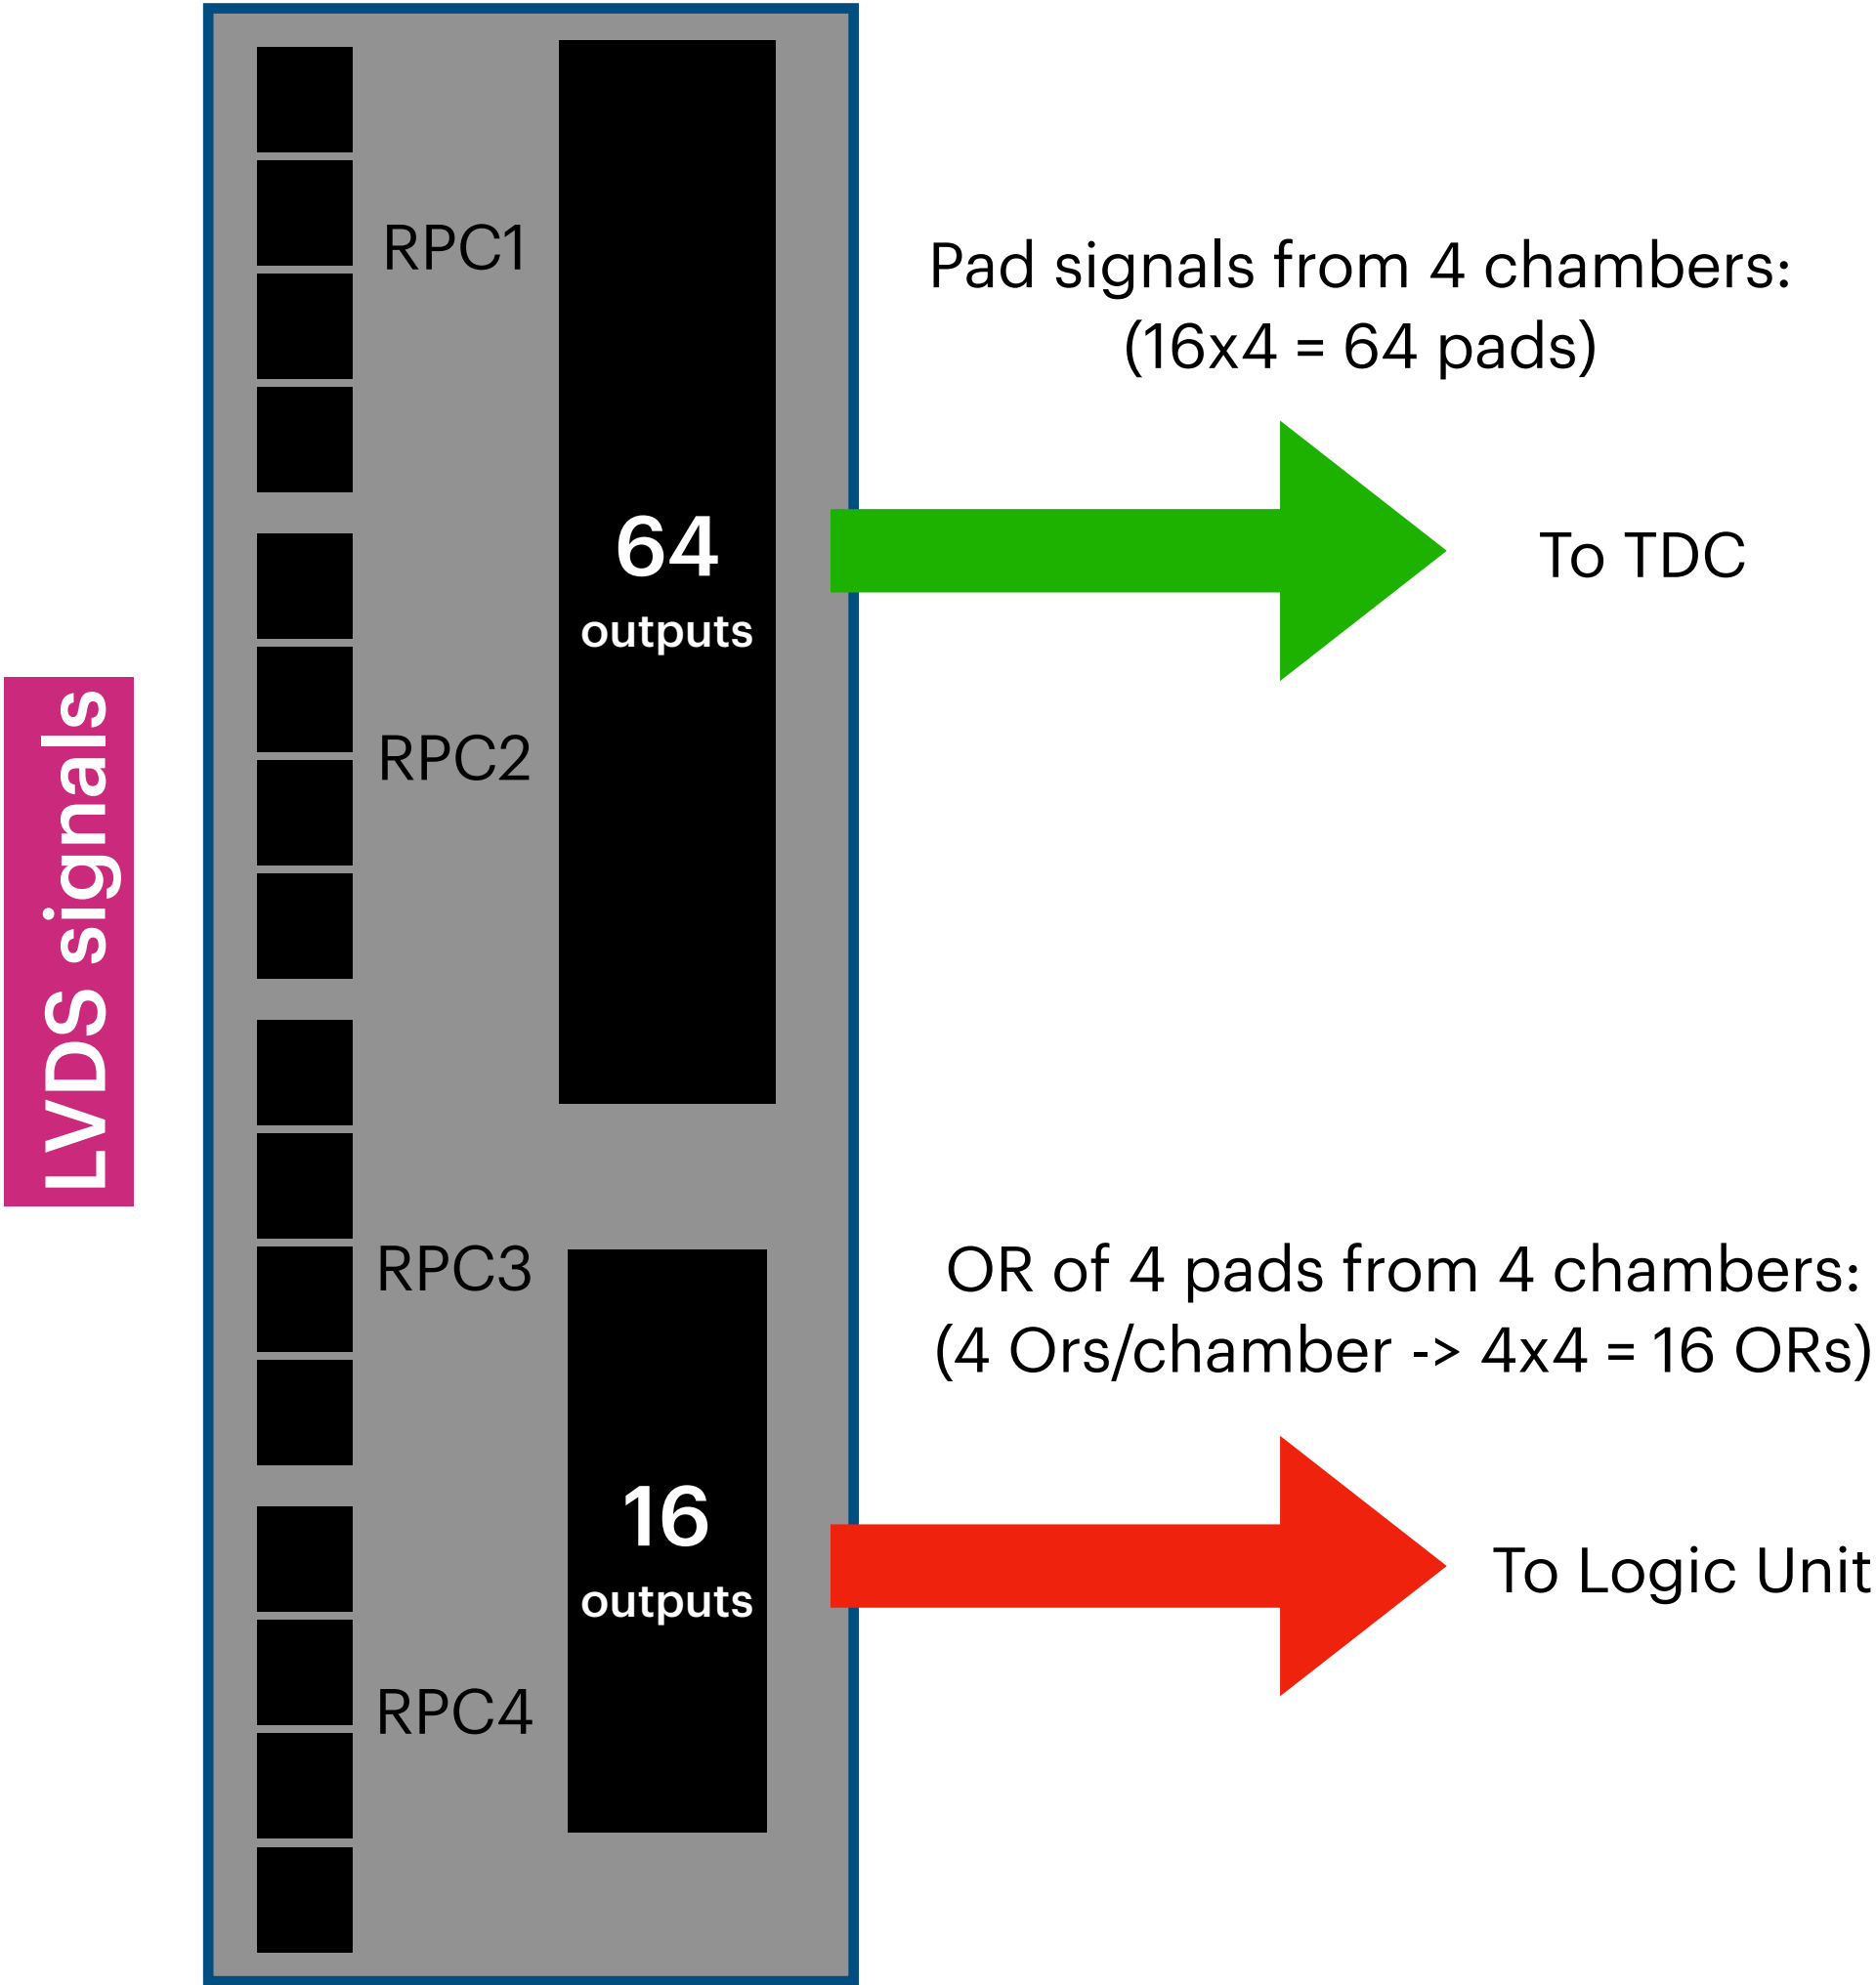 LVDS signals
RPC1
RPC2
RPC3
RPC4
64
outputs
16
outputs
Pad signals from 4 chambers:
(16x4 = 64 pads)
To TDC
OR of 4 pads from 4 chambers:
(4 Ors/chamber -> 4x4 = 16 ORs)
To Logic Unit